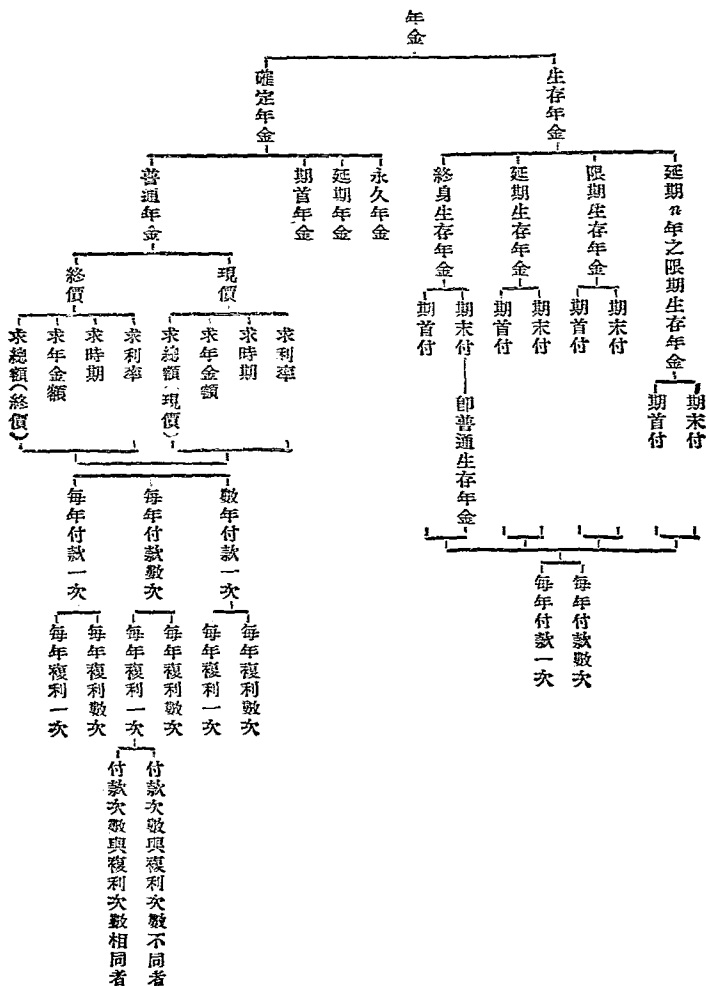 年金
確定年金
生存年金
普通年金
期首年金
延期年金
永久年金
終身生存年金
延期生存年金
限期生存年金
延期n年之限期生存年金
終價
現價
期首付
期末付
期首付
期末付
期首付
期末付
期首付
期末付
求總額(終價)
求年金額
求時期
求利率
求總額(現價)
求年金額
求時期
求利率
卽普通生存年金
每年付款一次
每年付款數次
數年付款一次
每年付款一次
每年付款數次
每年複利一次
每年複利數次
每年複利一次
每年複利數次
每年複利一次
每年複利數次
付款次數與複利次數相同者
付款次數與複利次數不同者